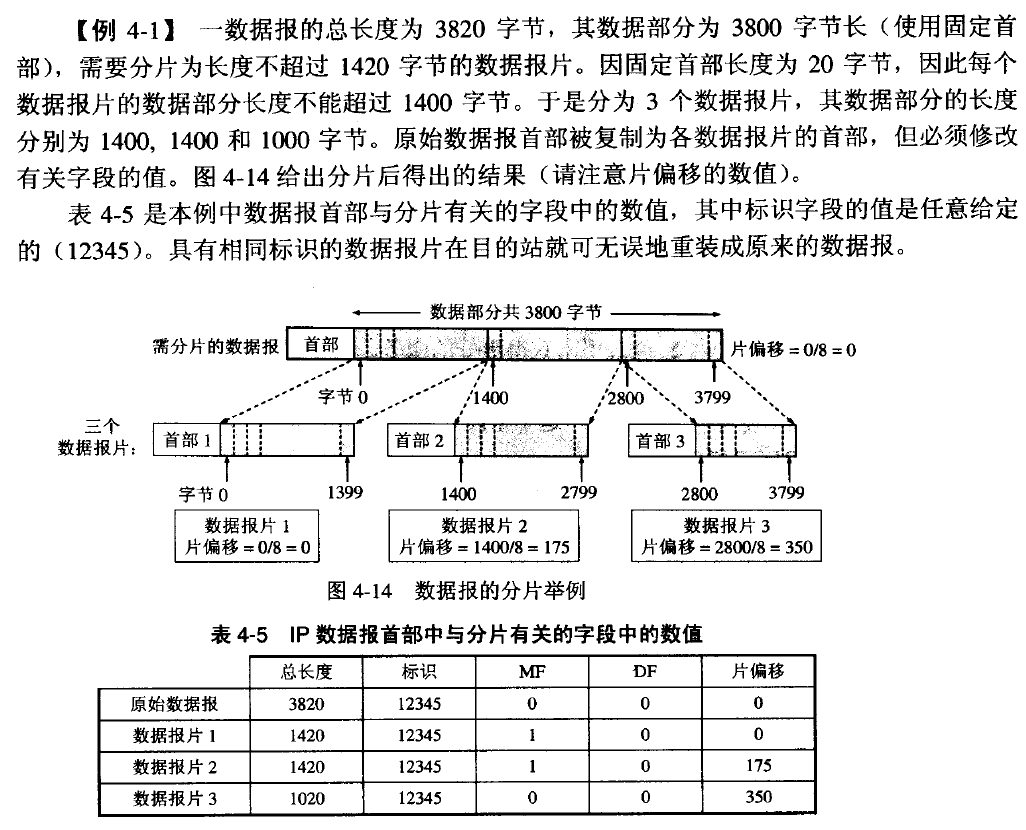 【例 4-1】 一数据报的总长度为 3820 字节，其数据部分为 3800 字节长（使用固定首
部），需要分片为长度不超过 1420 字节的数据报片。因固定首部长度为 20 字节，因此每个
数据报片的数据部分长度不能超过 1400 字节。于是分为 3 个数据报片，其数据部分的长度
分别为 1400, 1400 和 1000 字节。原始数据报首部被复制为各数据报片的首部，但必须修改
有关字段的值。图 4-14 给出分片后得出的结果（请注意片偏移的数值）。
表 4-5 是本例中数据报首部与分片有关的字段中的数值，其中标识字段的值是任意给定
的（12345）。具有相同标识的数据报片在目的站就可无误地重装成原来的数据报。
数据部分共 3800 字节
需分片的数据报 首部 片偏移 = 0/8 = 0
字节 0 1400 2800 3799
三个
数据报片： 首部 1 首部 2 首部 3
字节 0 1399 1400 2799 2800 3799
数据报片 1 数据报片 2 数据报片 3
片偏移 = 0/8 = 0 片偏移 = 1400/8 = 175 片偏移 = 2800/8 = 350
图 4-14 数据报的分片举例
表 4-5 IP 数据报首部中与分片有关的字段中的数值
总长度 标识 MF DF 片偏移
原始数据报 3820 12345 0 0 0
数据报片 1 1420 12345 1 0 0
数据报片 2 1420 12345 1 0 175
数据报片 3 1020 12345 0 0 350